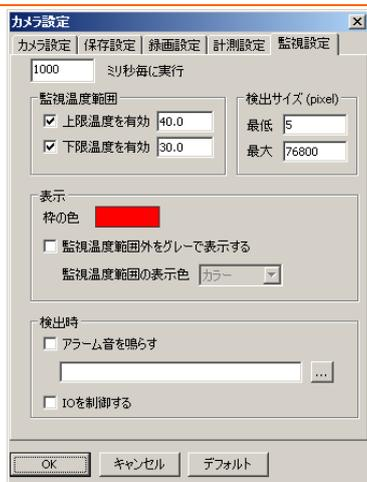 カメラ設定
カメラ設定 保存設定 録画設定 計測設定 監視設定
1000 ミリ秒毎に実行
監視温度範囲
上限温度を有効 40.0
下限温度を有効 30.0
検出サイズ(pixel)
最低 5
最大 76800
表示
枠の色
監視温度範囲外をグレーで表示する
監視温度範囲の表示色 カラー
検出時
アラーム音を鳴らす
...
IOを制御する
OK キャンセル デフォルト